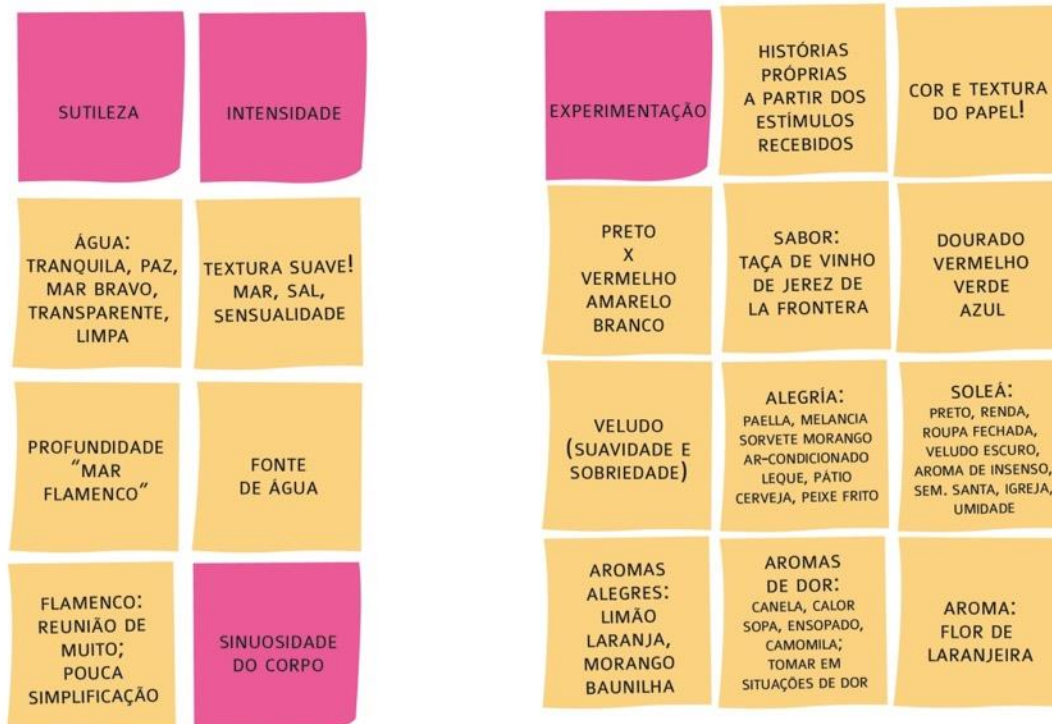 SUTILEZA
INTENSIDADE
ÁGUA:
TRANQUILA, PAZ,
MAR BRAVO,
TRANSPARENTE,
LIMPA
TEXTURA SUAVE!
MAR, SAL,
SENSUALIDADE
PROFUNDIDADE
"MAR
FLAMENCO"
FONTE
DE ÁGUA
FLAMENCO:
REUNIÃO DE
MUITO;
POUCA
SIMPLIFICAÇÃO
SINUOSIDADE
DO CORPO
EXPERIMENTAÇÃO
HISTÓRIAS
PRÓPRIAS
A PARTIR DOS
ESTÍMULOS
RECEBIDOS
COR E TEXTURA
DO PAPEL!
PRETO
X
VERMELHO
AMARELO
BRANCO
SABOR:
TAÇA DE VINHO
DE JEREZ DE
LA FRONTERA
DOURADO
VERMELHO
VERDE
AZUL
VELUDO
(SUAVIDADE E
SOBRIEDADE)
ALEGRÍA:
PAELLA, MELANCIA
SORVETE MORANGO
AR-CONDICIONADO
LEQUE, PÁTIO
CERVEJA, PEIXE FRITO
SOLEÁ:
PRETO, RENDA,
ROUPA FECHADA,
VELUDO ESCURO,
AROMA DE INSENSO,
SEM. SANTA, IGREJA,
UMIDADE
AROMAS
ALEGRES:
LIMÃO
LARANJA,
MORANGO
BAUNILHA
AROMAS
DE DOR:
CANELA, CALOR
SOPA, ENSOPADO,
CAMOMILA;
TOMAR EM
SITUAÇÕES DE DOR
AROMA:
FLOR DE
LARANJEIRA